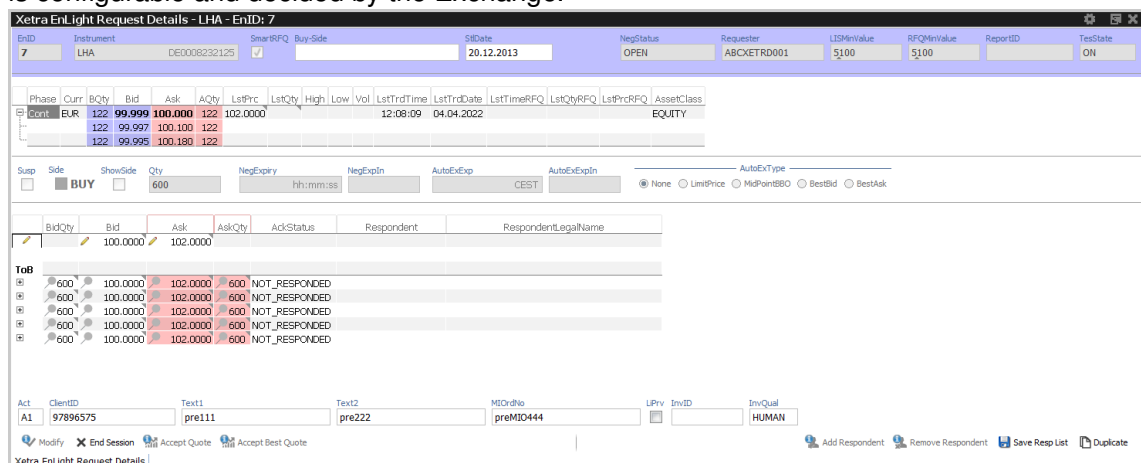 is configurable and decided by the Exchange.
Xetra EnLight Request Details - LHA - EnID: 7
EnID Instrument SmartRFQ Buy-Side StlDate NegStatus Requester LISMinValue RFQMinValue ReportID TesState
7 LHA DE0008232125 20.12.2013 OPEN ABCXETRD001 5100 5100 ON
Phase Curr BQty Bid Ask AQty LstPrc LstQty High Low Vol LstTrdTime LstTrdDate LstTimeRFQ LstQtyRFQ LstPrcRFQ AssetClass
Cont EUR 122 99.999 100.000 122 102.0000 12:08:09 04.04.2022 EQUITY
122 99.997 100.100 122
122 99.995 100.180 122
Susp Side ShowSide Qty NegExpiry NegExpIn AutoExExp AutoExExpIn AutoExType
BUY 600 hh:mm:ss CEST None LimitPrice MidPointBBO BestBid BestAsk
BidQty Bid Ask AskQty AckStatus Respondent RespondentLegalName
100.0000 102.0000
ToB
600 100.0000 102.0000 600 NOT_RESPONDED
600 100.0000 102.0000 600 NOT_RESPONDED
600 100.0000 102.0000 600 NOT_RESPONDED
600 100.0000 102.0000 600 NOT_RESPONDED
600 100.0000 102.0000 600 NOT_RESPONDED
Act ClientID Text1 Text2 MIOrdNo LiPrv InvID InvQual
A1 97896575 pre111 pre222 preMIO444 HUMAN
Modify End Session Accept Quote Accept Best Quote Add Respondent Remove Respondent Save Resp List Duplicate
Xetra EnLight Request Details